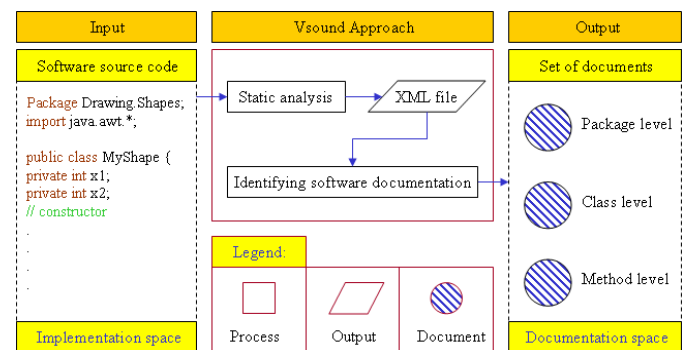 Input
Software source code
Package Drawing.Shapes;
import java.awt.*;
public class MyShape {
private int x1;
private int x2;
// constructor
.
.
.
.
Implementation space
Vsound Approach
Static analysis
XML file
Identifying software documentation
Legend:
Process
Output
Document
Output
Set of documents
Package level
Class level
Method level
Documentation space